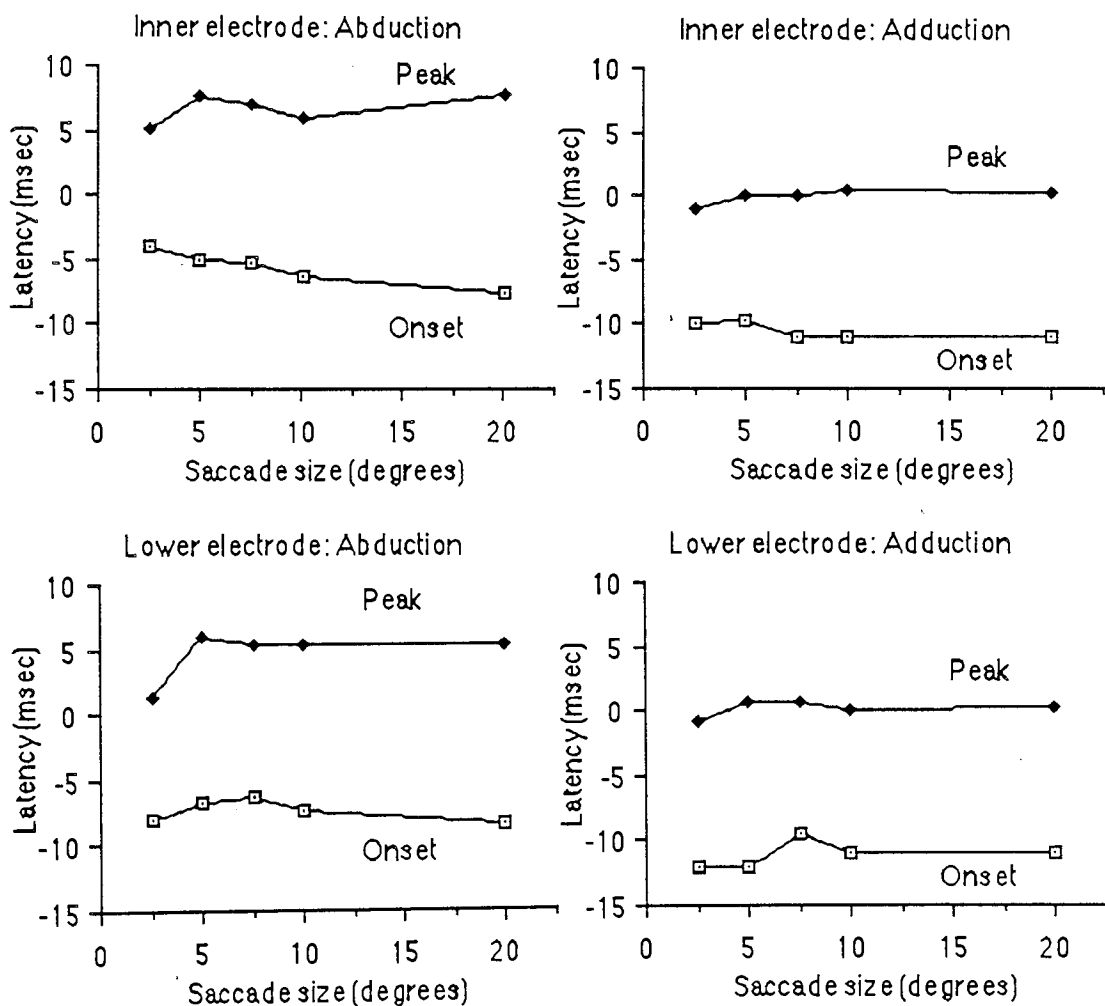 Inner electrode: Abduction
10
5
0
-5
-10
-15
Latency (msec)
Peak
Onset
0 5 10 15 20
Saccade size (degrees)
Inner electrode: Adduction
10
5
0
-5
-10
-15
Latency (msec)
Peak
Onset
0 5 10 15 20
Saccade size (degrees)
Lower electrode: Abduction
10
5
0
-5
-10
-15
Latency (msec)
Peak
Onset
0 5 10 15 20
Saccade size (degrees)
Lower electrode: Adduction
10
5
0
-5
-10
-15
Latency (msec)
Peak
Onset
0 5 10 15 20
Saccade size (degrees)